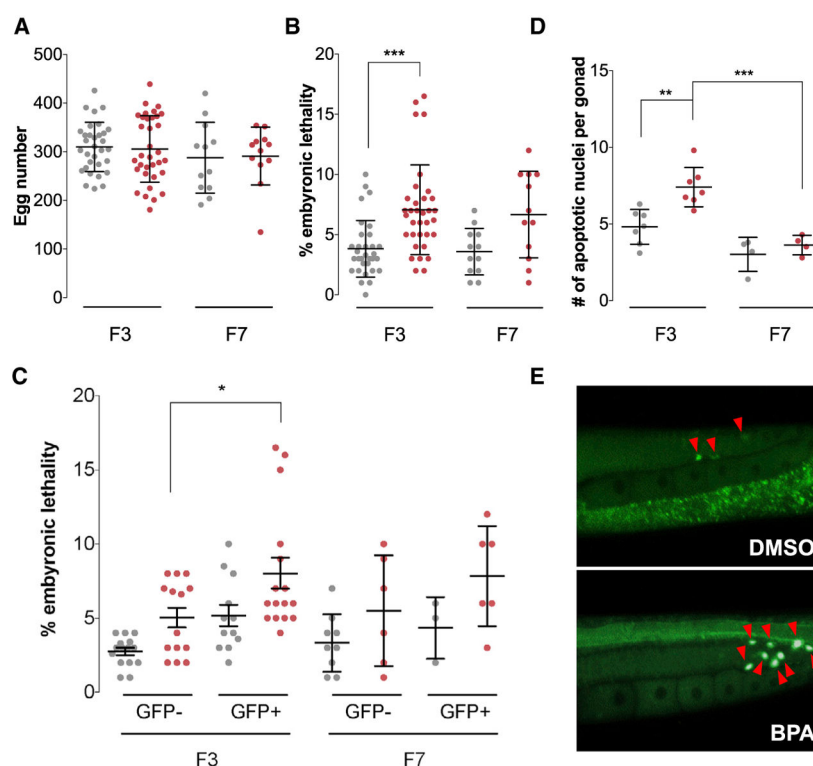 A
Egg number
500
400
300
200
100
0
F3 F7
B
% embyronic lethality
20
15
10
5
0
***
F3 F7
D
# of apoptotic nuclei per gonad
15
10
5
0
** ***
F3 F7
C
% embyronic lethality
20
15
10
5
0
*
GFP- GFP+ GFP- GFP+
F3 F7
E
DMSO
BPA